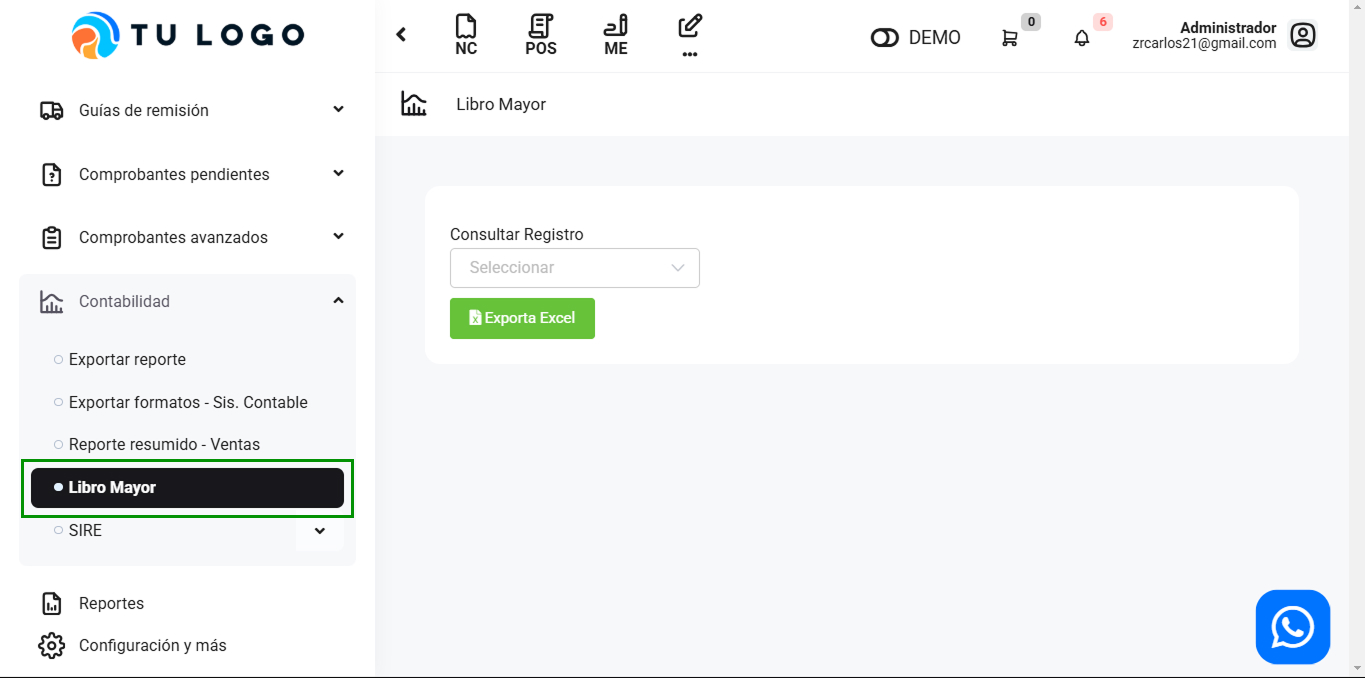 TU LOGO
NC
POS
ME
DEMO
0
6
Administrador
zrcarlos21@gmail.com
Guías de remisión
Comprobantes pendientes
Comprobantes avanzados
Contabilidad
Exportar reporte
Exportar formatos - Sis. Contable
Reporte resumido - Ventas
Libro Mayor
SIRE
Reportes
Configuración y más
Libro Mayor
Consultar Registro
Seleccionar
Exporta Excel